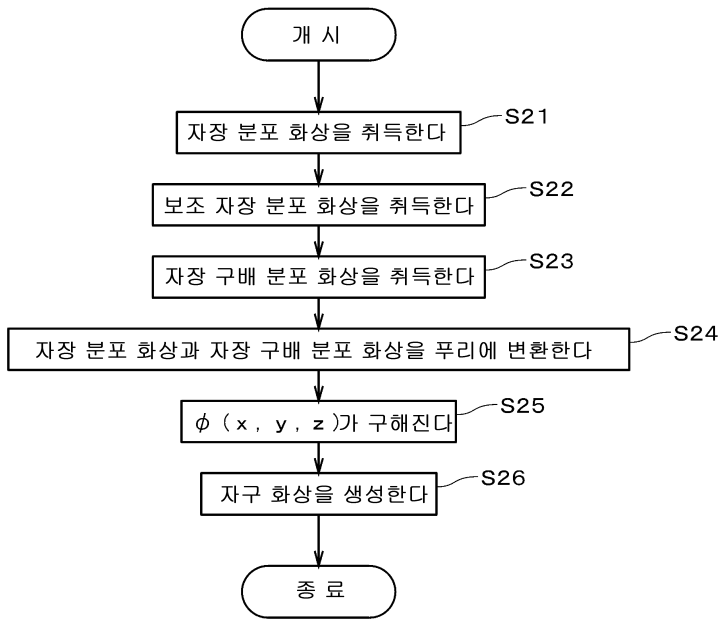 개 시
S21
자장 분포 화상을 취득한다
S22
보조 자장 분포 화상을 취득한다
S23
자장 구배 분포 화상을 취득한다
S24
자장 분포 화상과 자장 구배 분포 화상을 푸리에 변환한다
S25
φ (x, y, z)가 구해진다
S26
자구 화상을 생성한다
종 료